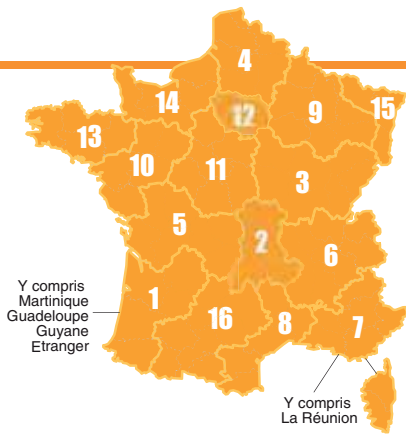 4
14
12
9
15
13
10
11
3
5
2
6
Y compris
Martinique
Guadeloupe
Guyane
Etranger
1
16
8
7
Y compris
La Réunion